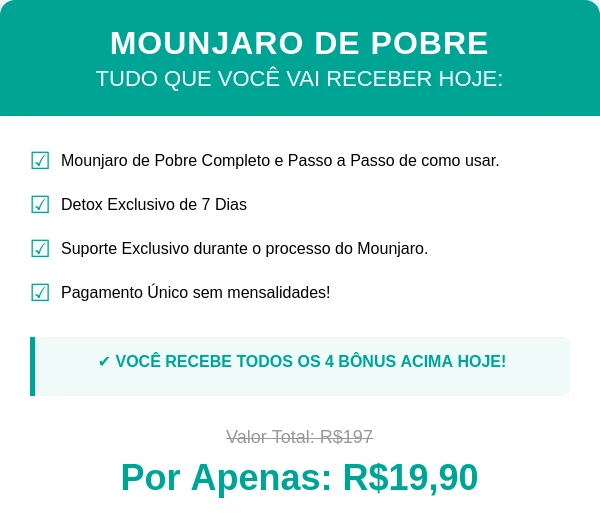 MOUNJARO DE POBRE
TUDO QUE VOCÊ VAI RECEBER HOJE:
☑ Mounjaro de Pobre Completo e Passo a Passo de como usar.
☑ Detox Exclusivo de 7 Dias
☑ Suporte Exclusivo durante o processo do Mounjaro.
☑ Pagamento Único sem mensalidades!
✔ VOCÊ RECEBE TODOS OS 4 BÔNUS ACIMA HOJE!
Valor Total: R$197
Por Apenas: R$19,90